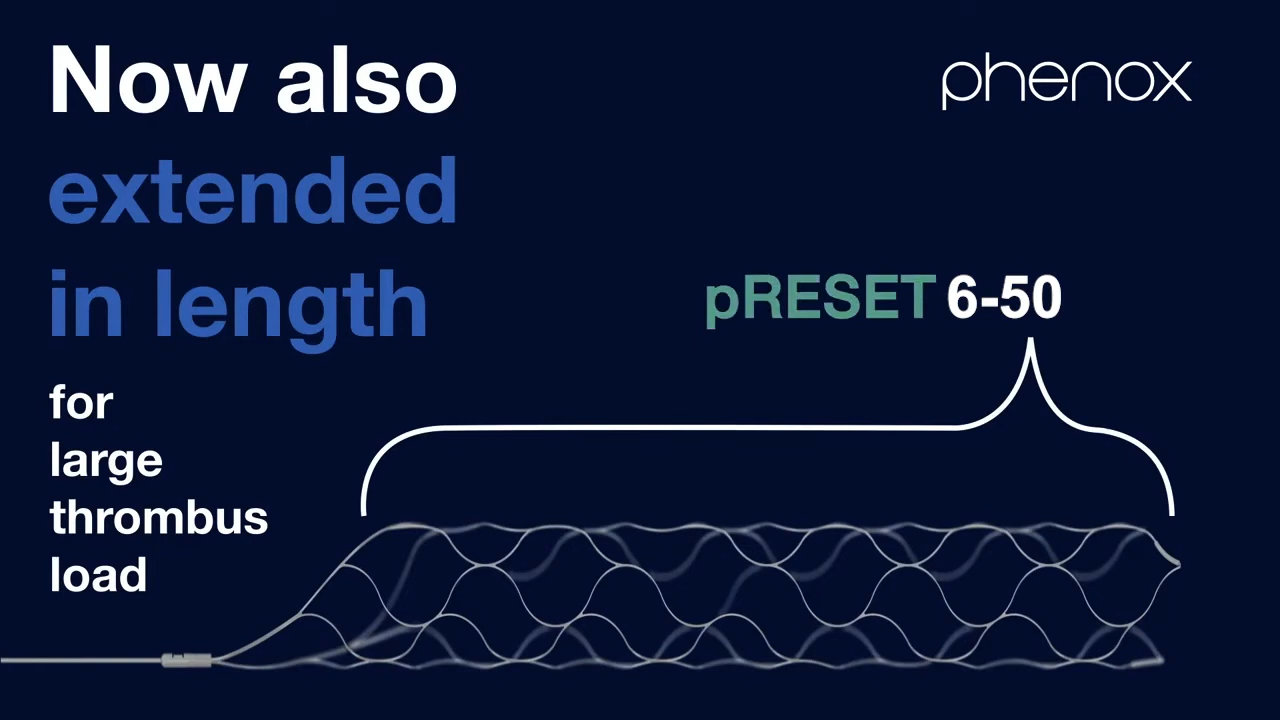 Now also
extended
in length
for
large
thrombus
load
phenox
pRESET 6-50